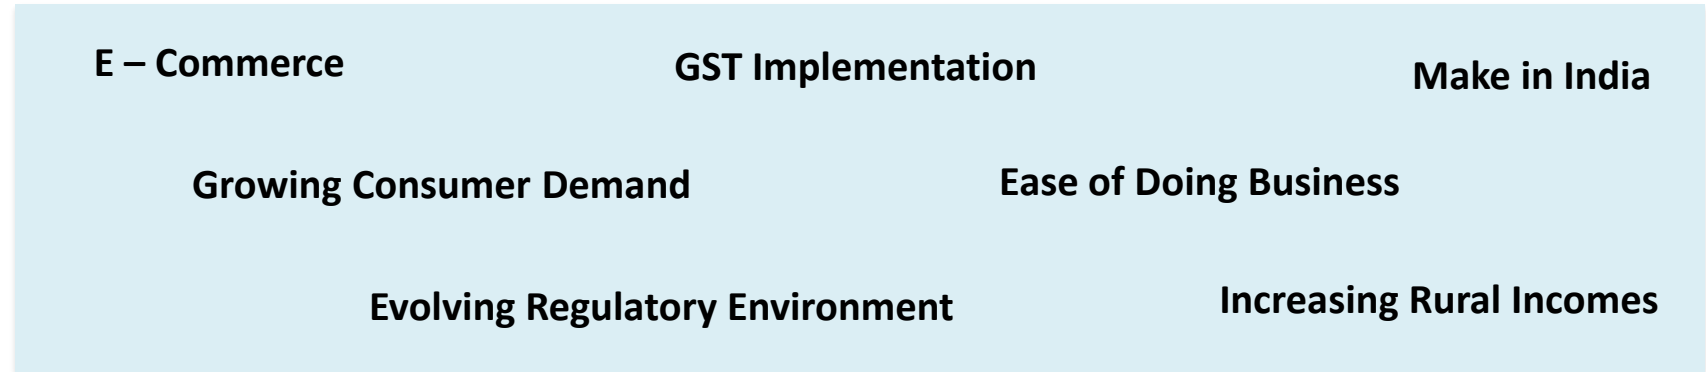 E – Commerce
GST Implementation
Make in India
Growing Consumer Demand
Ease of Doing Business
Evolving Regulatory Environment
Increasing Rural Incomes